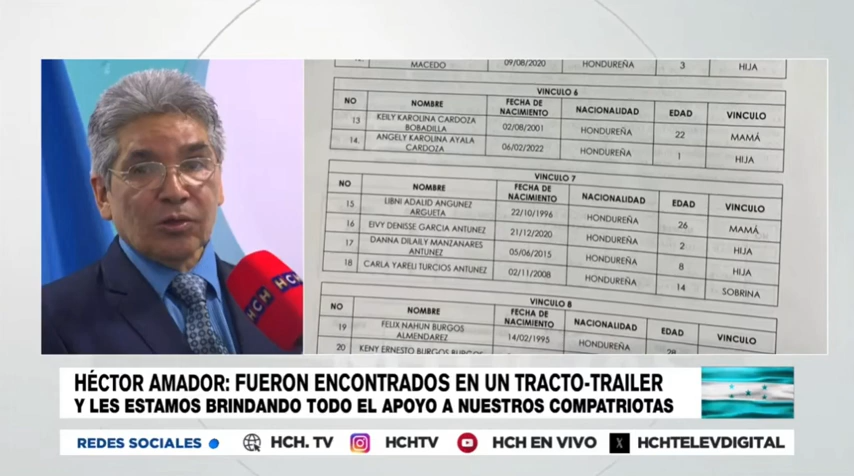 MACEDO 09/08/2020 HONDUREÑA 3 HIJA
VINCULO 6
NO NOMBRE FECHA DE NACIMIENTO NACIONALIDAD EDAD VINCULO
13 KEILY KAROLINA CARDOZA BOBADILLA 02/08/2001 HONDUREÑA 22 MAMÁ
14. ANGELY KAROLINA AYALA CARDOZA 06/02/2022 HONDUREÑA 1 HIJA
VINCULO 7
NO NOMBRE FECHA DE NACIMIENTO NACIONALIDAD EDAD VINCULO
15 LIBNI ADALID ANGUNEZ ARGUETA 22/10/1996 HONDUREÑA 26 MAMÁ
16 EIVY DENISSE GARCIA ANTUNEZ 21/12/2020 HONDUREÑA 2 HIJA
17 DANNA DILAILY MANZANARES ANTUNEZ 05/06/2015 HONDUREÑA 8 HIJA
18 CARLA YARELI TURCIOS ANTUNEZ 02/11/2008 HONDUREÑA 14 SOBRINA
VINCULO 8
NO NOMBRE FECHA DE NACIMIENTO NACIONALIDAD EDAD VINCULO
19 FELIX NAHUN BURGOS ALMENDAREZ 14/02/1995 HONDUREÑA 28
20 KENY ERNESTO BURGOS BURGOS
HCH
HÉCTOR AMADOR: FUERON ENCONTRADOS EN UN TRACTO-TRAILER
Y LES ESTAMOS BRINDANDO TODO EL APOYO A NUESTROS COMPATRIOTAS
REDES SOCIALES HCH. TV HCHTV HCH EN VIVO X HCHTELEVDIGITAL